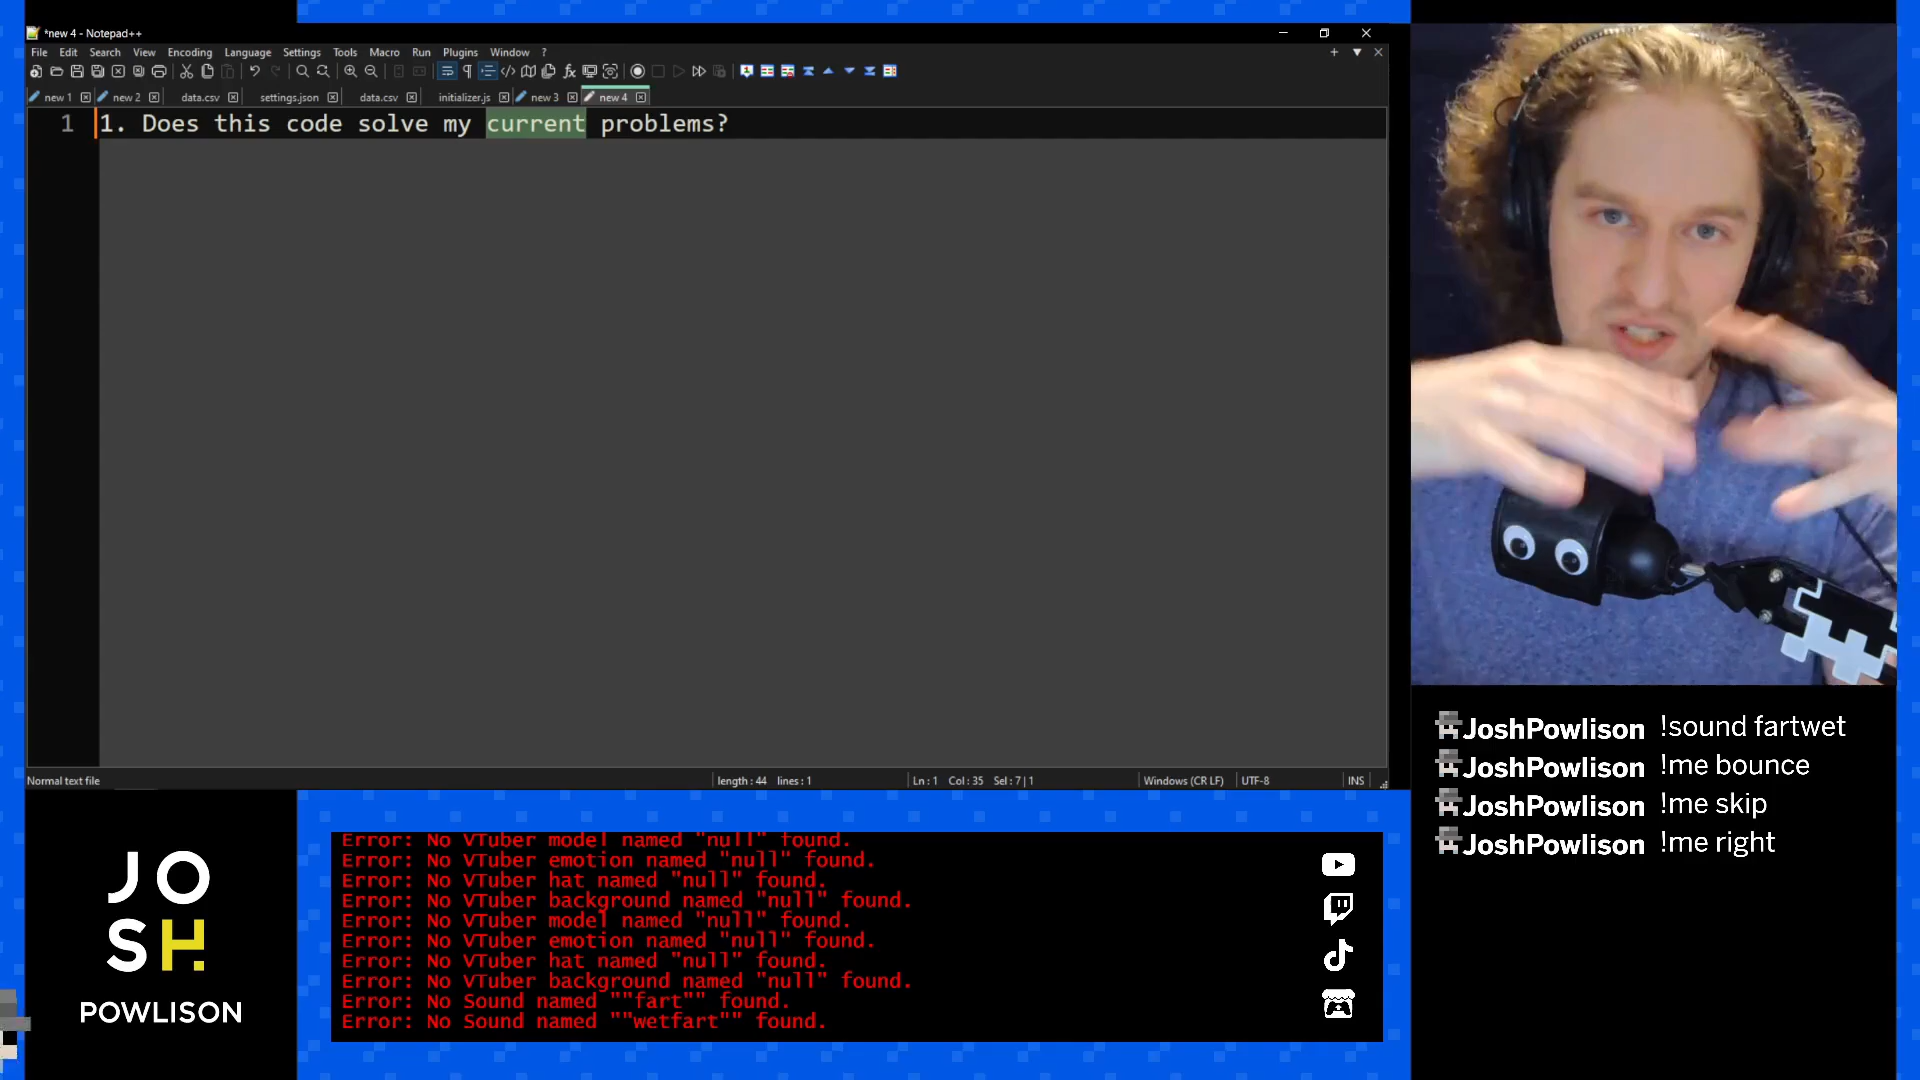 *new 4 - Notepad++
File Edit Search View Encoding Language Settings Tools Macro Run Plugins Window ?
new 1 new 2 data.csv settings.json data.csv initializer.js new 3 new 4
1 1. Does this code solve my current problems?
Normal text file length : 44 lines : 1 Ln : 1 Col : 35 Sel : 7 | 1 Windows (CR LF) UTF-8 INS
JoshPowlison !sound fartwet
JoshPowlison !me bounce
JoshPowlison !me skip
JoshPowlison !me right
JO
SH.
POWLISON
Error: No VTuber model named "null" found.
Error: No VTuber emotion named "null" found.
Error: No VTuber hat named "null" found.
Error: No VTuber background named "null" found.
Error: No VTuber model named "null" found.
Error: No VTuber emotion named "null" found.
Error: No VTuber hat named "null" found.
Error: No VTuber background named "null" found.
Error: No Sound named ""fart"" found.
Error: No Sound named ""wetfart"" found.